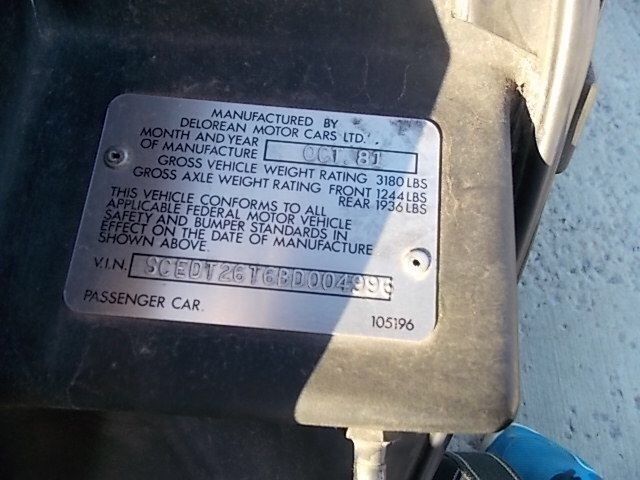 MANUFACTURED BY
DELOREAN MOTOR CARS LTD.
MONTH AND YEAR
OF MANUFACTURE OCT 81
GROSS VEHICLE WEIGHT RATING 3180 LBS
GROSS AXLE WEIGHT RATING FRONT 1244 LBS
REAR 1936 LBS
THIS VEHICLE CONFORMS TO ALL
APPLICABLE FEDERAL MOTOR VEHICLE
SAFETY AND BUMPER STANDARDS IN
EFFECT ON THE DATE OF MANUFACTURE
SHOWN ABOVE.
V.I.N. SCEDT26T6BD004996
PASSENGER CAR
105196